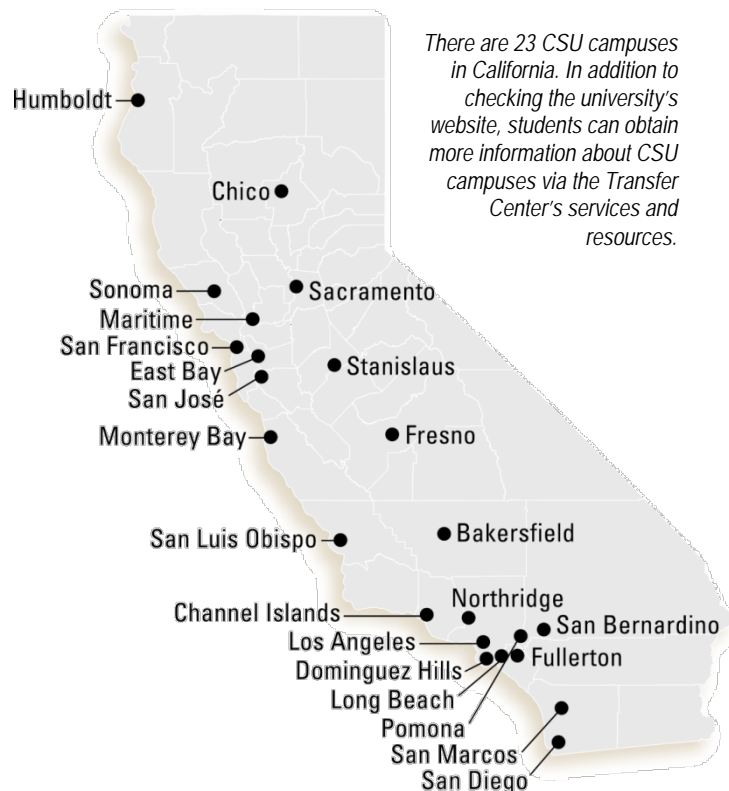 There are 23 CSU campuses
in California. In addition to
checking the university's
website, students can obtain
more information about CSU
campuses via the Transfer
Center's services and
resources.
Humboldt
Chico
Sonoma
Sacramento
Maritime
San Francisco
East Bay
Stanislaus
San José
Monterey Bay
Fresno
San Luis Obispo
Bakersfield
Channel Islands
Northridge
San Bernardino
Los Angeles
Fullerton
Dominguez Hills
Long Beach
Pomona
San Marcos
San Diego